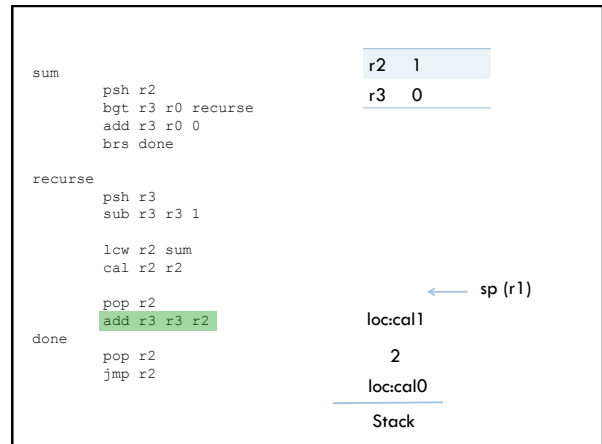 sum
psh r2
bgt r3 r0 recurse
add r3 r0 0
brs done
recurse
psh r3
sub r3 r3 1
lcw r2 sum
cal r2 r2
pop r2
add r3 r3 r2
done
pop r2
jmp r2
r2 1
r3 0
sp (r1)
loc:cal1
2
loc:cal0
Stack